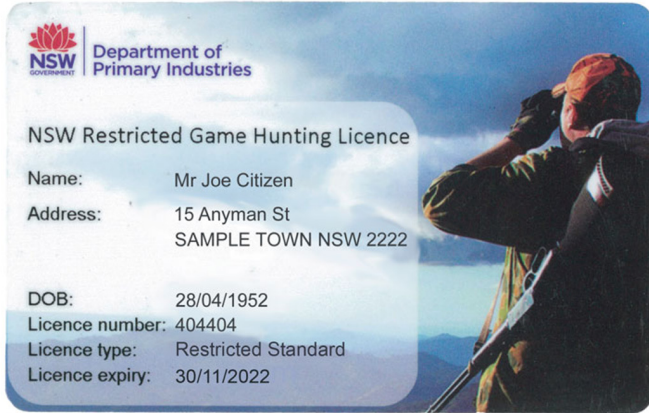 NSW
GOVERNMENT
Department of
Primary Industries
NSW Restricted Game Hunting Licence
Name: Mr Joe Citizen
Address: 15 Anyman St
SAMPLE TOWN NSW 2222
DOB: 28/04/1952
Licence number: 404404
Licence type: Restricted Standard
Licence expiry: 30/11/2022